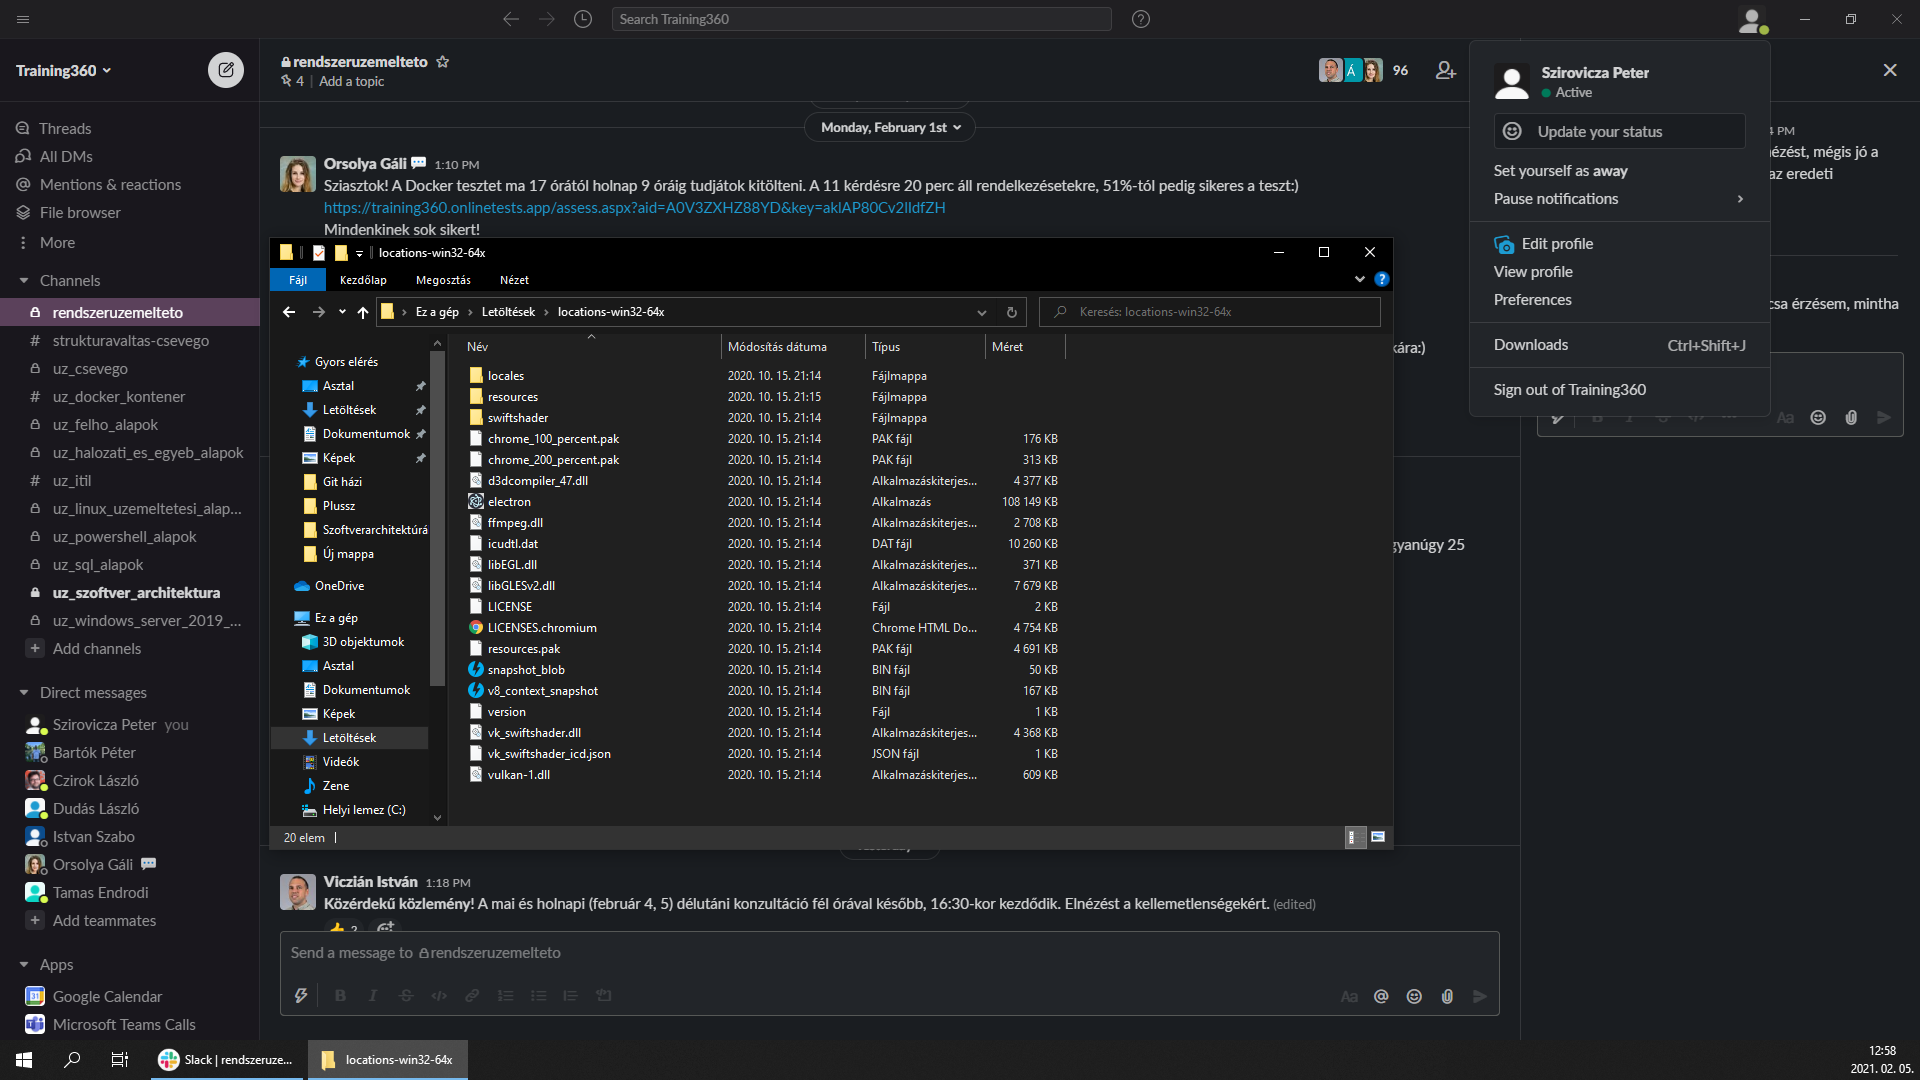 Search Training360
Training360
Threads
All DMs
Mentions & reactions
File browser
More
Channels
rendszeruzemelteto
strukturavaltas-csevego
uz_csevego
uz_docker_kontener
uz_felho_alapok
uz_halozati_es_egyeb_alapok
uz_itil
uz_linux_uzemeltetesi_alap...
uz_powershell_alapok
uz_sql_alapok
uz_szoftver_architektura
uz_windows_server_2019_...
Add channels
Direct messages
Szirovicza Peter you
Bartók Péter
Czirok László
Dudás László
Istvan Szabo
Orsolya Gáli
Tamas Endrodi
Add teammates
Apps
Google Calendar
Microsoft Teams Calls
rendszeruzemelteto
4 | Add a topic
Á
96
Monday, February 1st
Orsolya Gáli 1:10 PM
Sziasztok! A Docker tesztet ma 17 órától holnap 9 óráig tudjátok kitölteni. A 11 kérdésre 20 perc áll rendelkezésetekre, 51%-tól pedig sikeres a teszt:)
https://training360.onlinetests.app/assess.aspx?aid=A0V3ZXHZ88YD&key=aklAP80Cv2lldfZH
Mindenkinek sok sikert!
locations-win32-64x
Fájl Kezdőlap Megosztás Nézet
Ez a gép Letöltések locations-win32-64x
Keresés: locations-win32-64x
Gyors elérés
Asztal
Letöltések
Dokumentumok
Képek
Git házi
Plussz
Szoftverarchitektúrá
Új mappa
OneDrive
Ez a gép
3D objektumok
Asztal
Dokumentumok
Képek
Letöltések
Videók
Zene
Helyi lemez (C:)
Név Módosítás dátuma Típus Méret
locales 2020. 10. 15. 21:14 Fájlmappa
resources 2020. 10. 15. 21:15 Fájlmappa
swiftshader 2020. 10. 15. 21:14 Fájlmappa
chrome_100_percent.pak 2020. 10. 15. 21:14 PAK fájl 176 KB
chrome_200_percent.pak 2020. 10. 15. 21:14 PAK fájl 313 KB
d3dcompiler_47.dll 2020. 10. 15. 21:14 Alkalmazáskiterjes... 4 377 KB
electron 2020. 10. 15. 21:14 Alkalmazás 108 149 KB
ffmpeg.dll 2020. 10. 15. 21:14 Alkalmazáskiterjes... 2 708 KB
icudtl.dat 2020. 10. 15. 21:14 DAT fájl 10 260 KB
libEGL.dll 2020. 10. 15. 21:14 Alkalmazáskiterjes... 371 KB
libGLESv2.dll 2020. 10. 15. 21:14 Alkalmazáskiterjes... 7 679 KB
LICENSE 2020. 10. 15. 21:14 Fájl 2 KB
LICENSES.chromium 2020. 10. 15. 21:14 Chrome HTML Do... 4 754 KB
resources.pak 2020. 10. 15. 21:14 PAK fájl 4 691 KB
snapshot_blob 2020. 10. 15. 21:14 BIN fájl 50 KB
v8_context_snapshot 2020. 10. 15. 21:14 BIN fájl 167 KB
version 2020. 10. 15. 21:14 Fájl 1 KB
vk_swiftshader.dll 2020. 10. 15. 21:14 Alkalmazáskiterjes... 4 368 KB
vk_swiftshader_icd.json 2020. 10. 15. 21:14 JSON fájl 1 KB
vulkan-1.dll 2020. 10. 15. 21:14 Alkalmazáskiterjes... 609 KB
20 elem
kára:)
gyanúgy 25
Viczián István 1:18 PM
Közérdekű közlemény! A mai és holnapi (február 4, 5) délutáni konzultáció fél órával később, 16:30-kor kezdődik. Elnézést a kellemetlenségekért. (edited)
2
Send a message to rendszeruzemelteto
Szirovicza Peter
Active
Update your status
Set yourself as away
Pause notifications
Edit profile
View profile
Preferences
Downloads Ctrl+Shift+J
Sign out of Training360
PM
mégis jó a
az eredeti
csa érzésem, mintha
Slack | rendszeruze...
locations-win32-64x
12:58
2021. 02. 05.